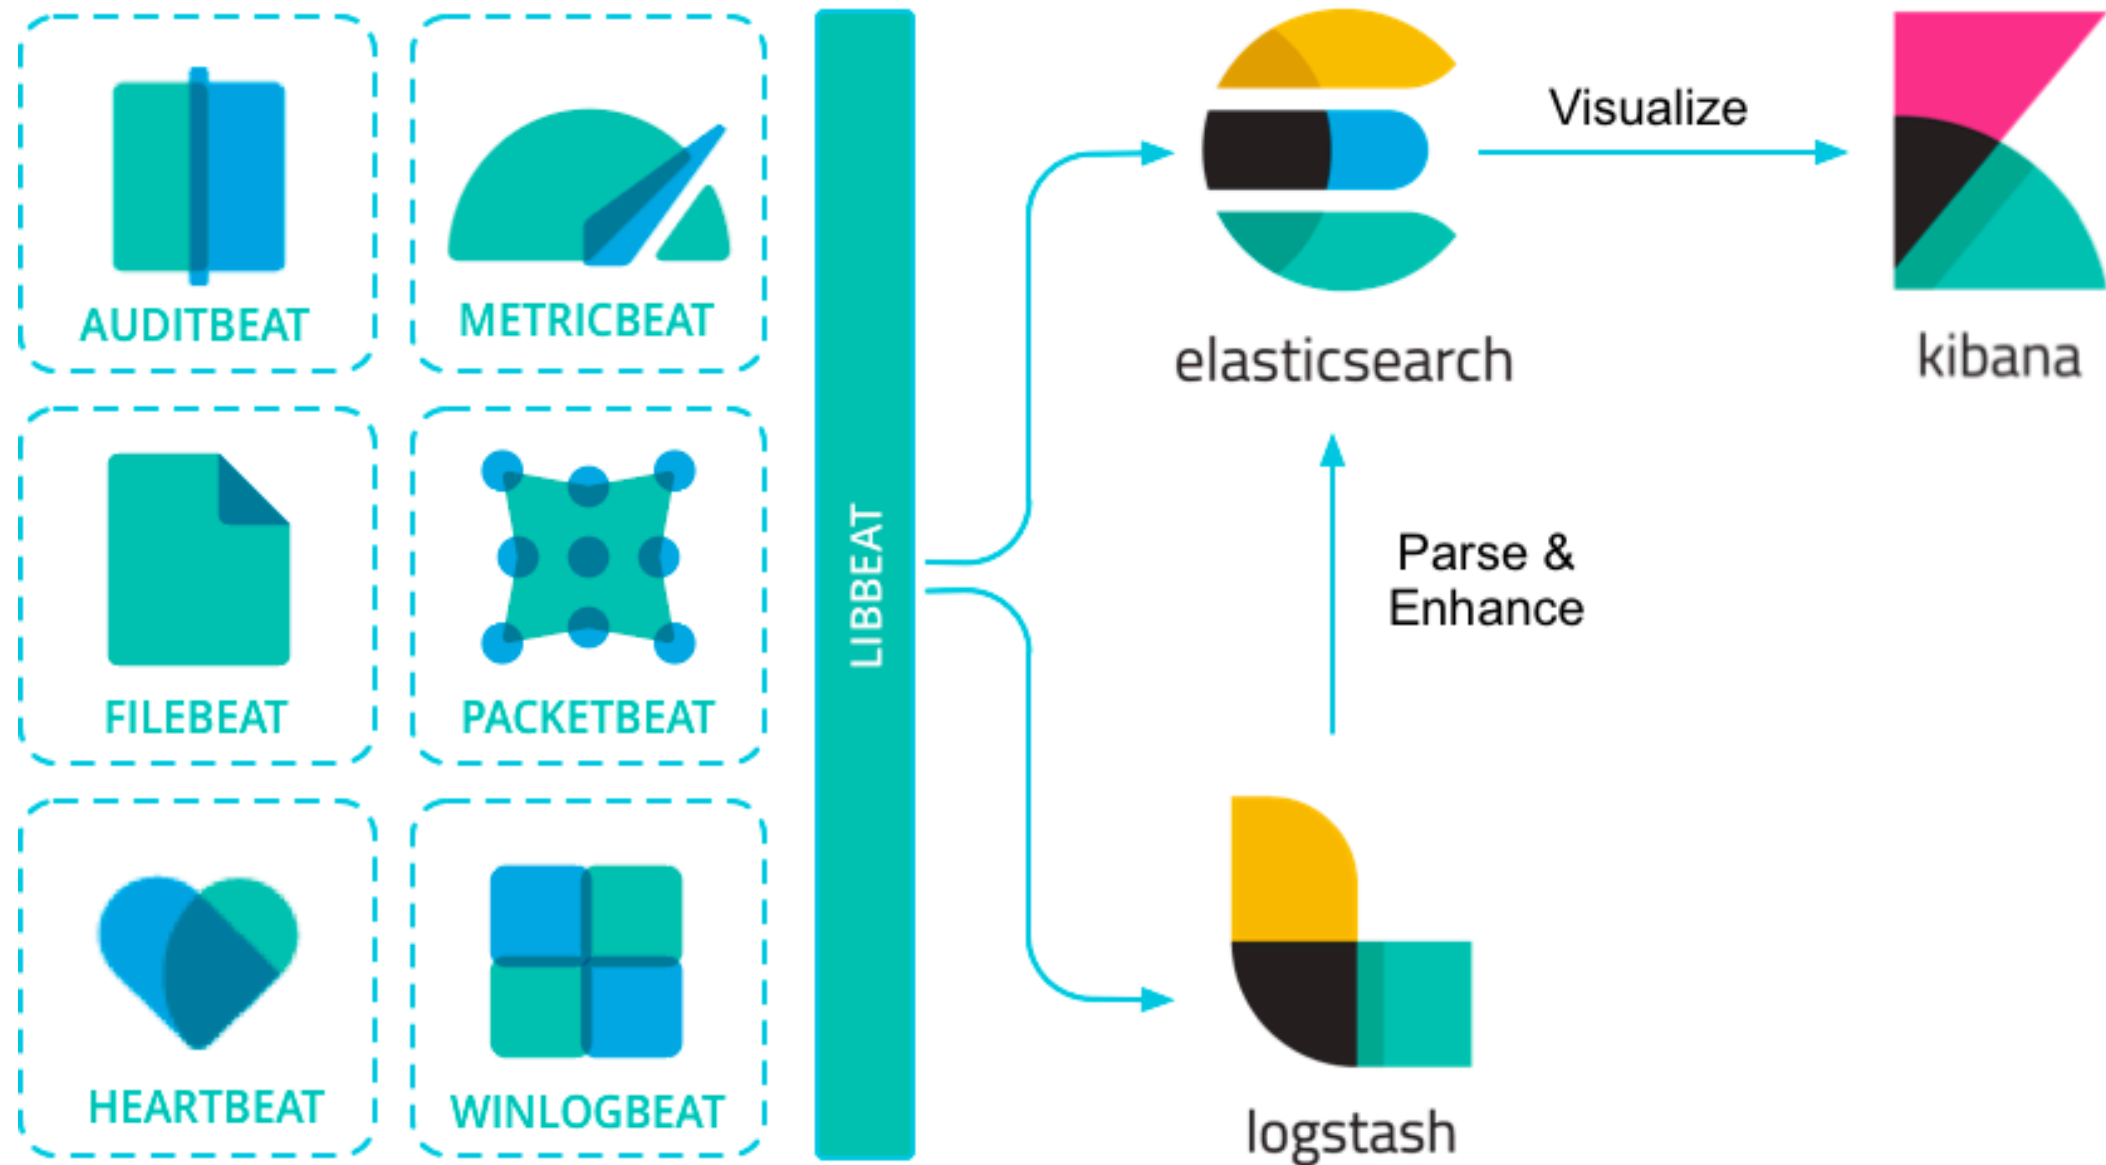 AUDITBEAT
METRICBEAT
FILEBEAT
PACKETBEAT
HEARTBEAT
WINLOGBEAT
LIBBEAT
elasticsearch
Visualize
kibana
Parse &
Enhance
logstash